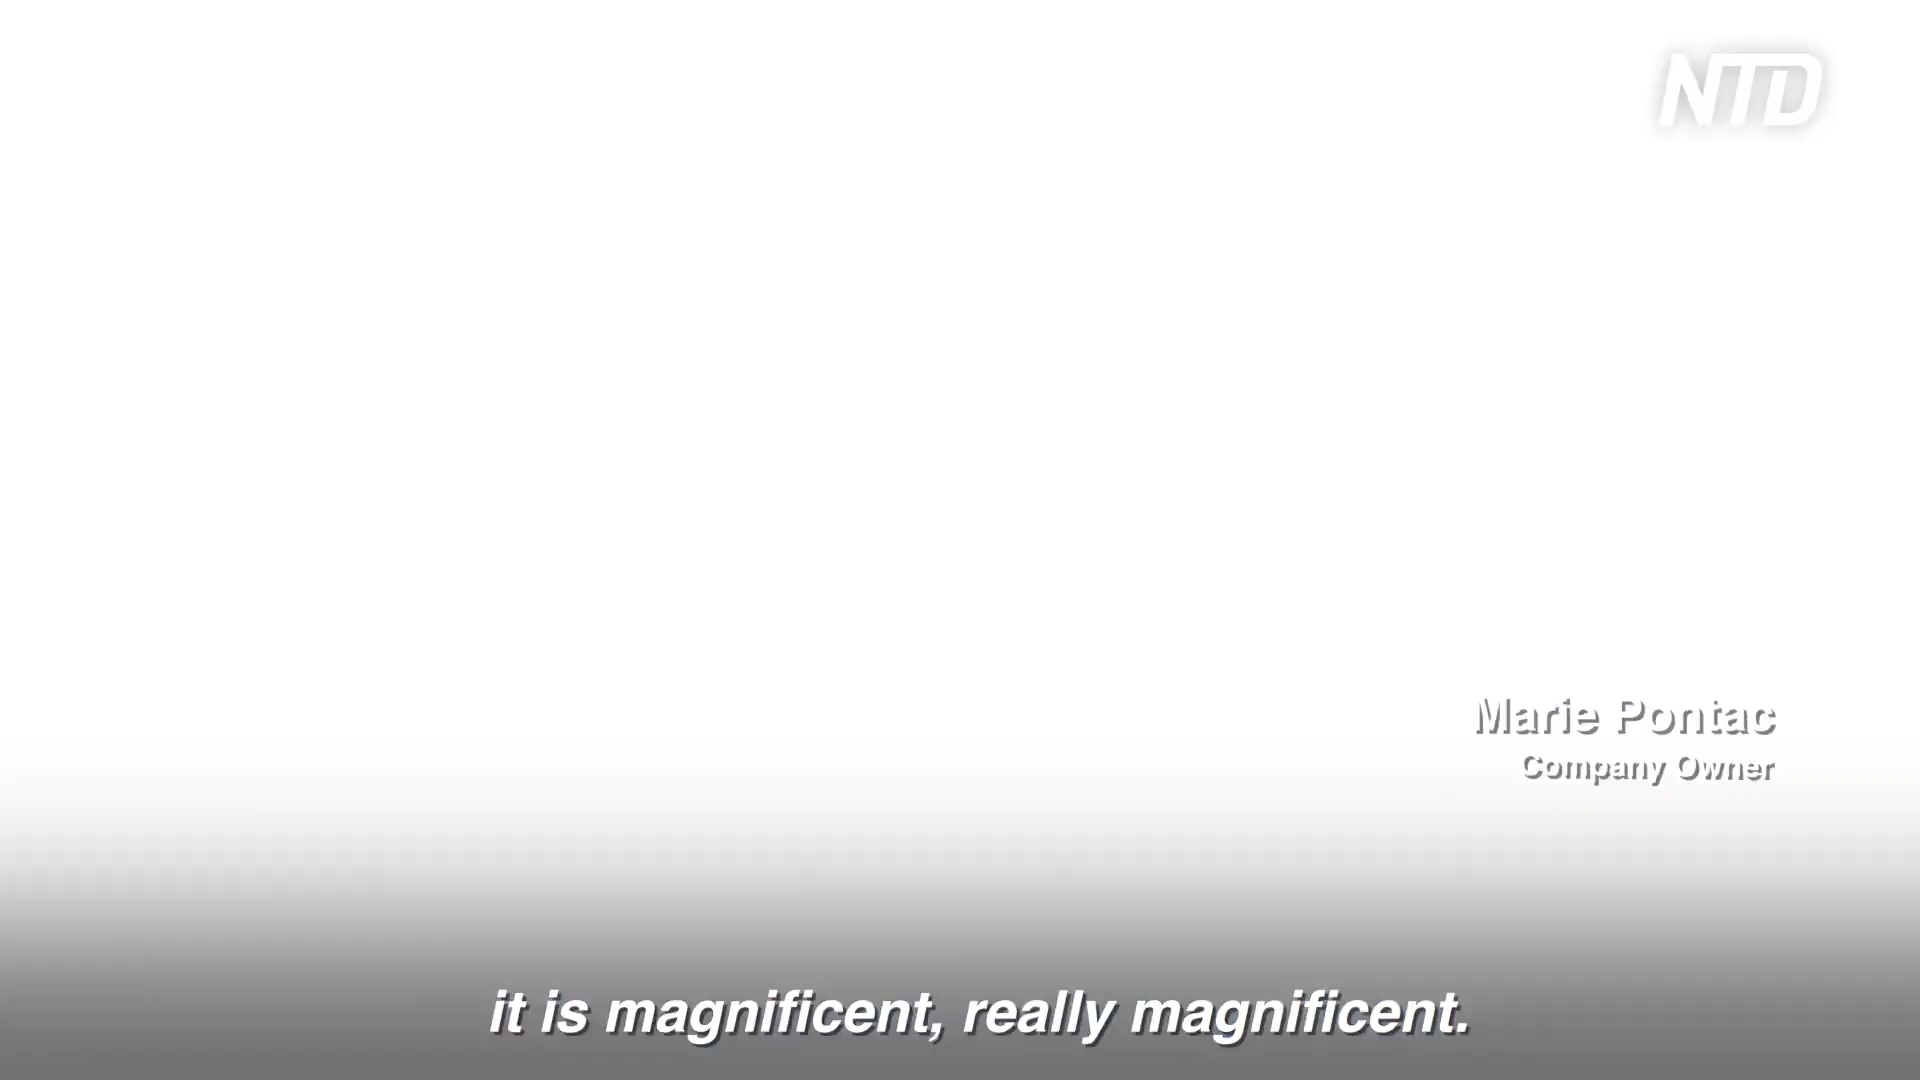 NTD
Marie Pontac
Company Owner
it is magnificent, really magnificent.